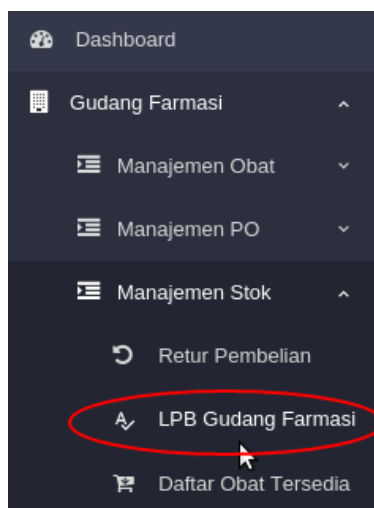 Dashboard
Gudang Farmasi
Manajemen Obat
Manajemen PO
Manajemen Stok
Retur Pembelian
LPB Gudang Farmasi
Daftar Obat Tersedia